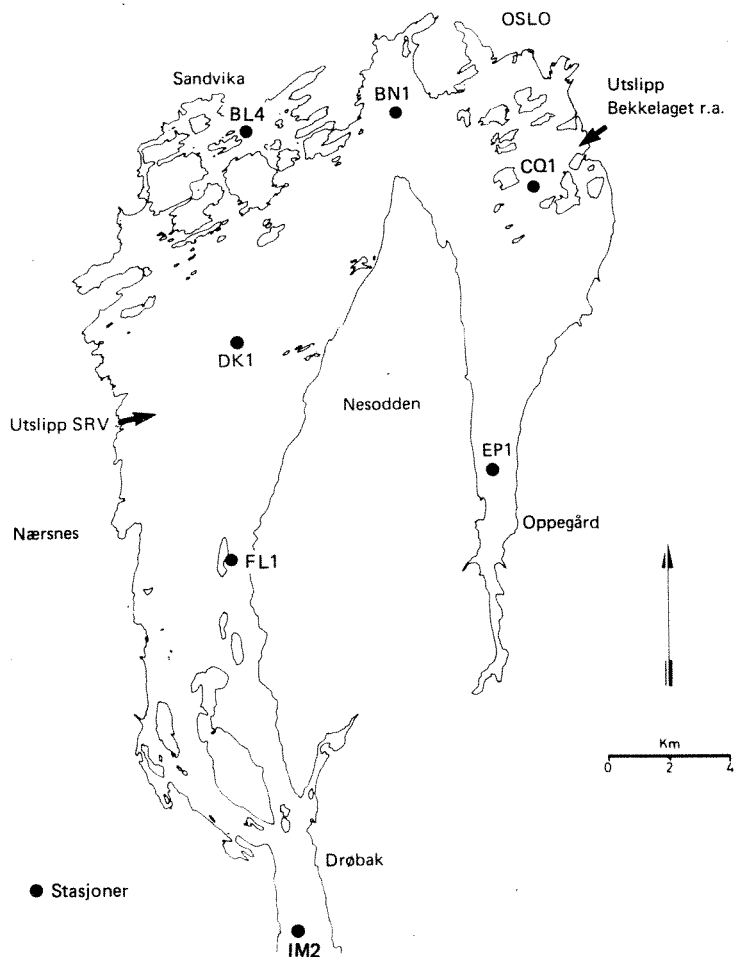 OSLO
Sandvika
BN1
Utslipp
Bekkelaget r.a.
BL4
CQ1
DK1
Nesodden
Utslipp SRV
EP1
Nærsnes
Oppegård
FL1
Km
0 2 4
Drøbak
Stasjoner
IM2